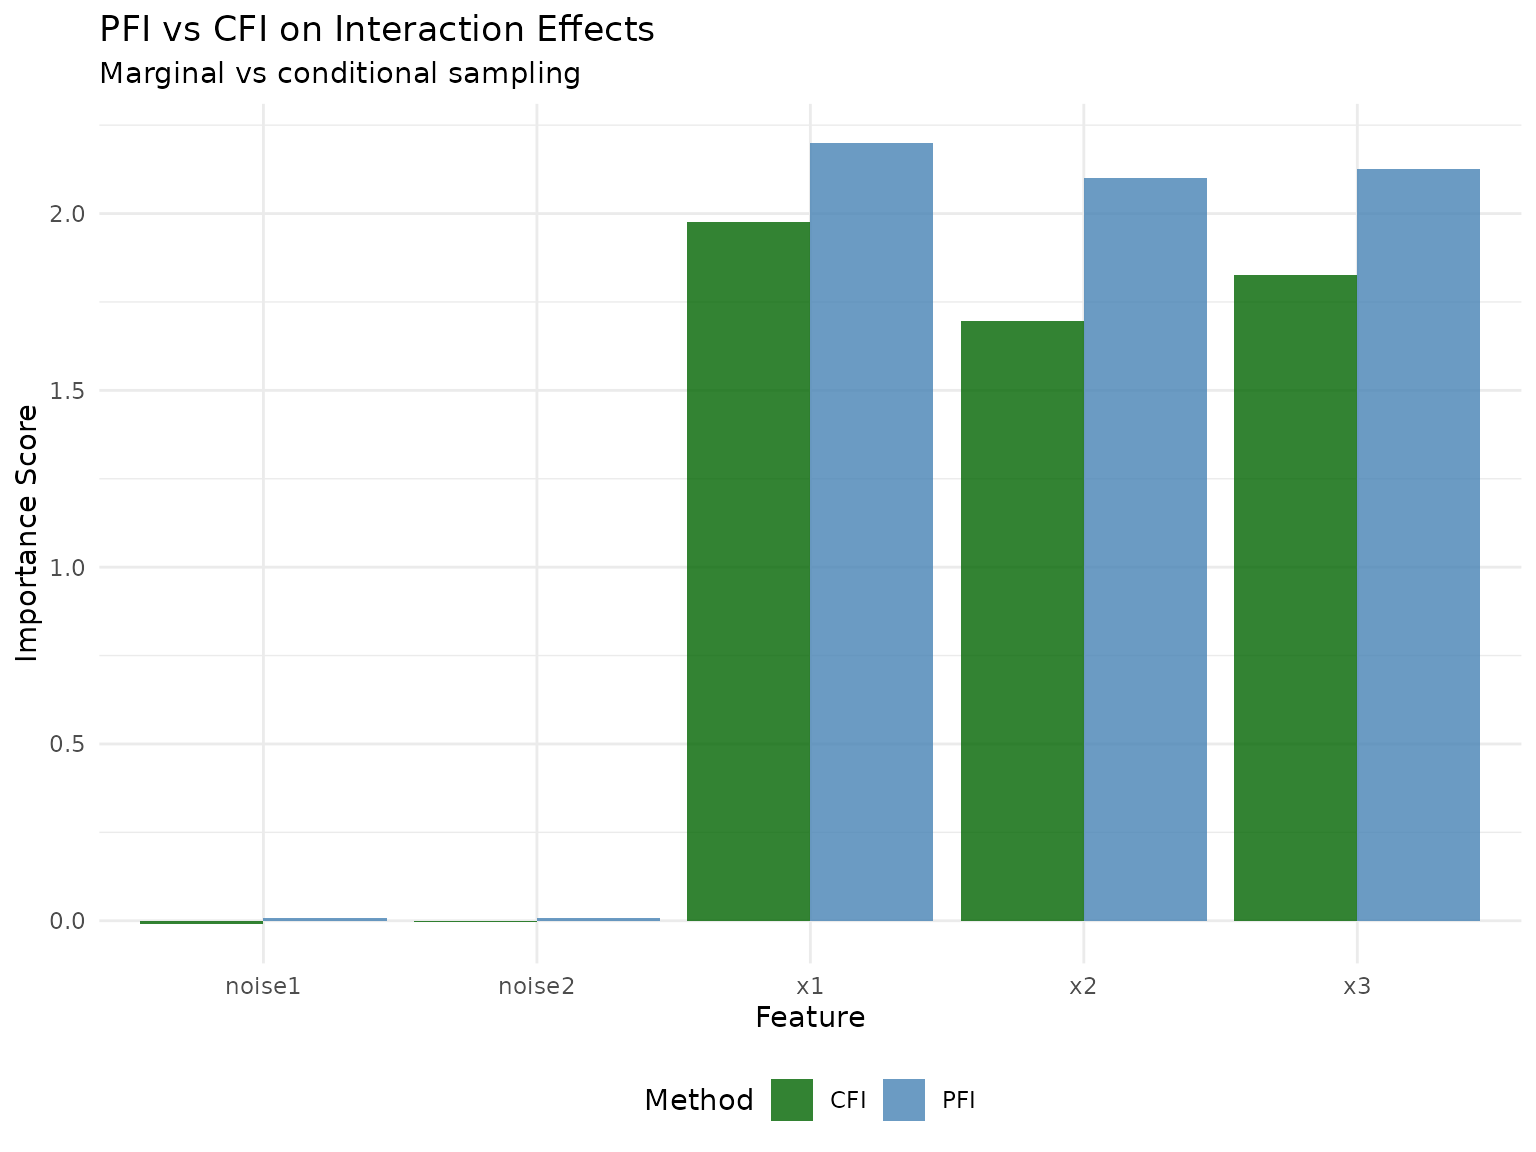 PFI vs CFI on Interaction Effects
Marginal vs conditional sampling
Importance Score
2.0
1.5
1.0
0.5
0.0
noise1 noise2 x1 x2 x3
Feature
Method CFI PFI